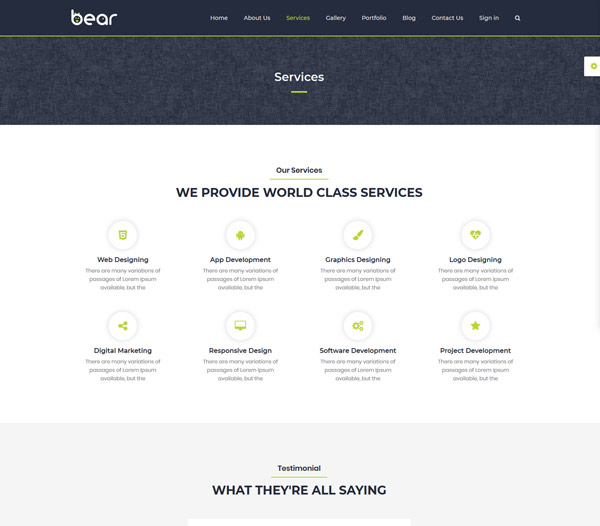 bear
Home About Us Services Gallery Portfolio Blog Contact Us Sign in
Services
Our Services
WE PROVIDE WORLD CLASS SERVICES
Web Designing App Development Graphics Designing Logo Designing
There are many variations of There are many variations of There are many variations of There are many variations of
passages of Lorem Ipsum passages of Lorem Ipsum passages of Lorem Ipsum passages of Lorem Ipsum
available, but the available, but the available, but the available, but the
Digital Marketing Responsive Design Software Development Project Development
There are many variations of There are many variations of There are many variations of There are many variations of
passages of Lorem Ipsum passages of Lorem Ipsum passages of Lorem Ipsum passages of Lorem Ipsum
available, but the available, but the available, but the available, but the
Testimonial
WHAT THEY'RE ALL SAYING